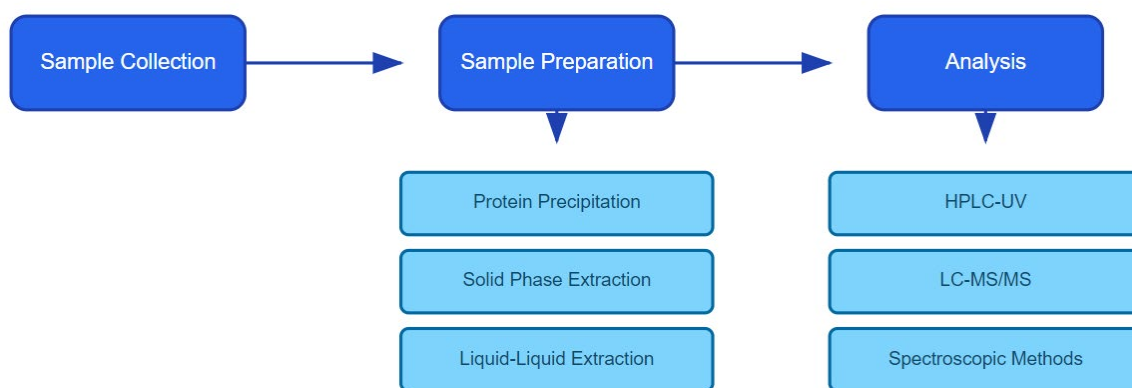 Sample Collection
Sample Preparation
Analysis
Protein Precipitation
HPLC-UV
Solid Phase Extraction
LC-MS/MS
Liquid-Liquid Extraction
Spectroscopic Methods